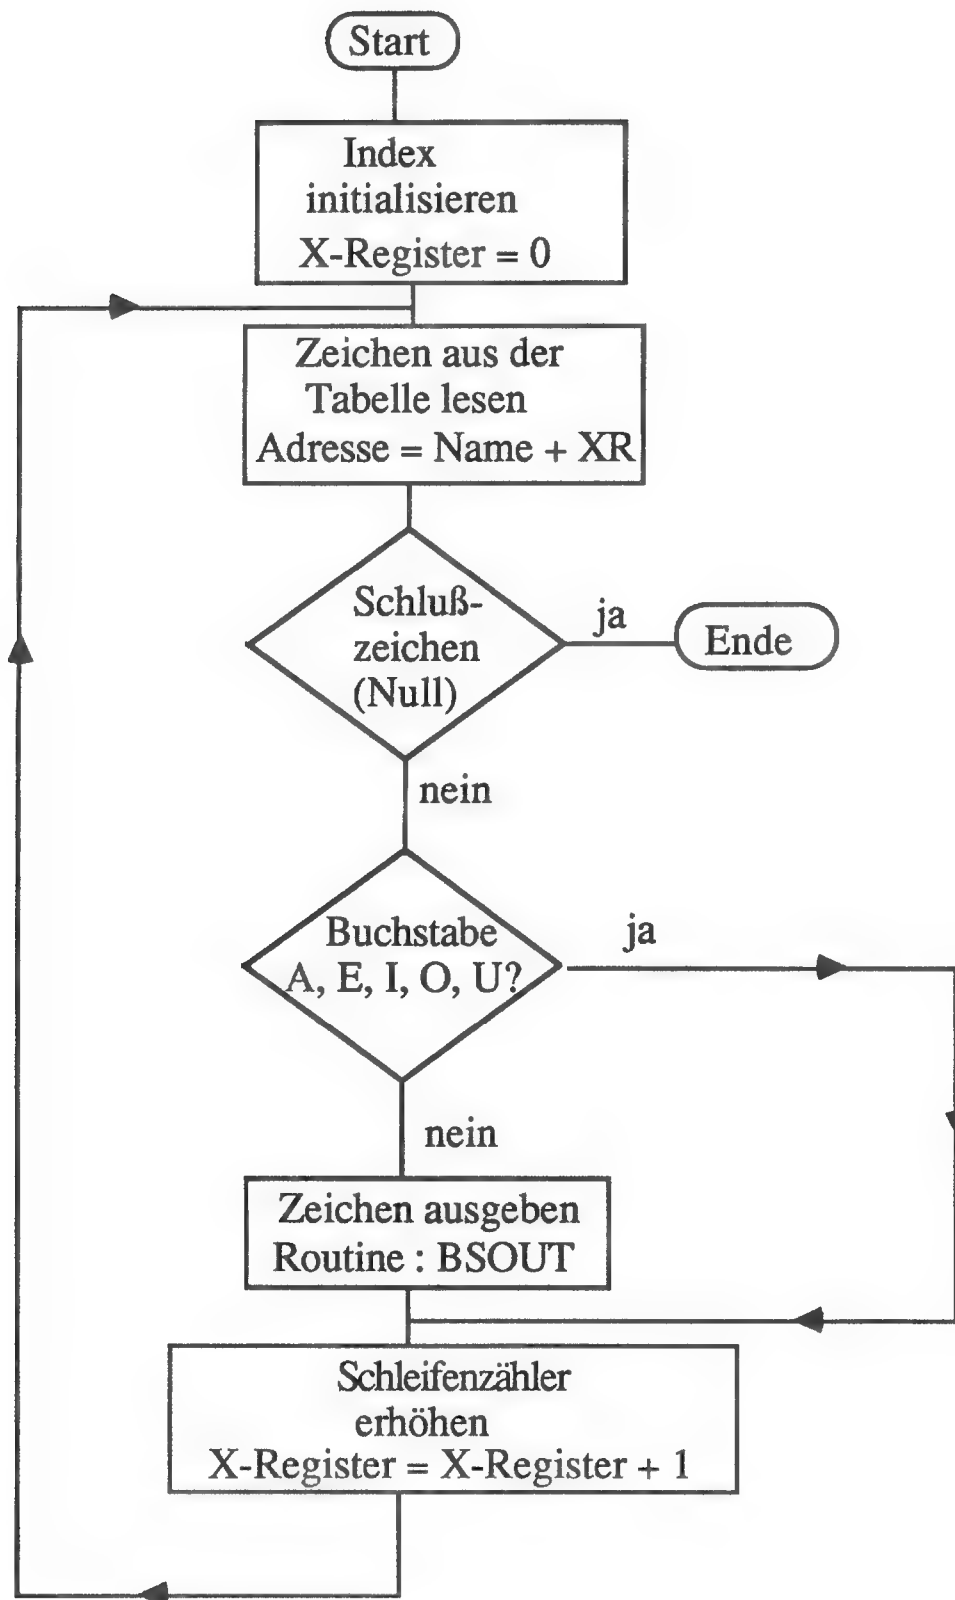 Start
Index
initialisieren
X-Register = 0
Zeichen aus der
Tabelle lesen
Adresse = Name + XR
Schluß-
zeichen
(Null)
ja
Ende
nein
Buchstabe
A, E, I, O, U?
ja
nein
Zeichen ausgeben
Routine : BSOUT
Schleifenzähler
erhöhen
X-Register = X-Register + 1